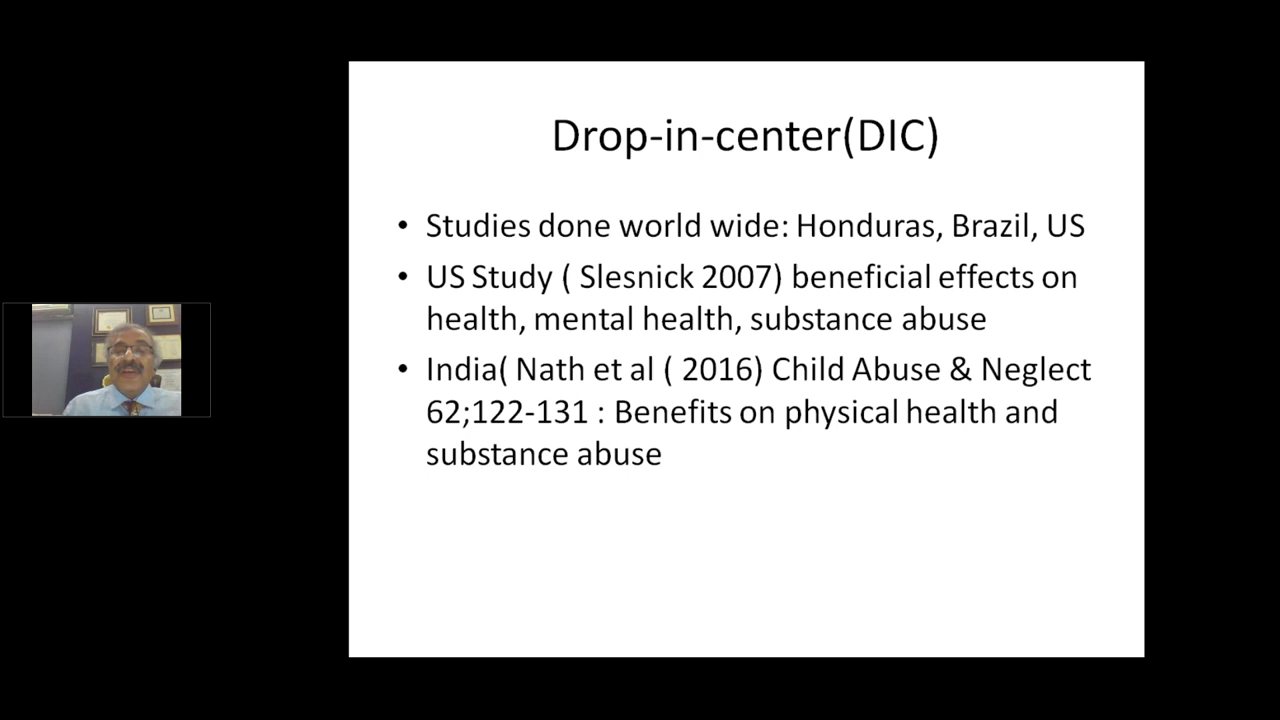 Drop-in-center(DIC)
• Studies done world wide: Honduras, Brazil, US
• US Study ( Slesnick 2007) beneficial effects on
health, mental health, substance abuse
• India( Nath et al ( 2016) Child Abuse & Neglect
62;122-131 : Benefits on physical health and
substance abuse